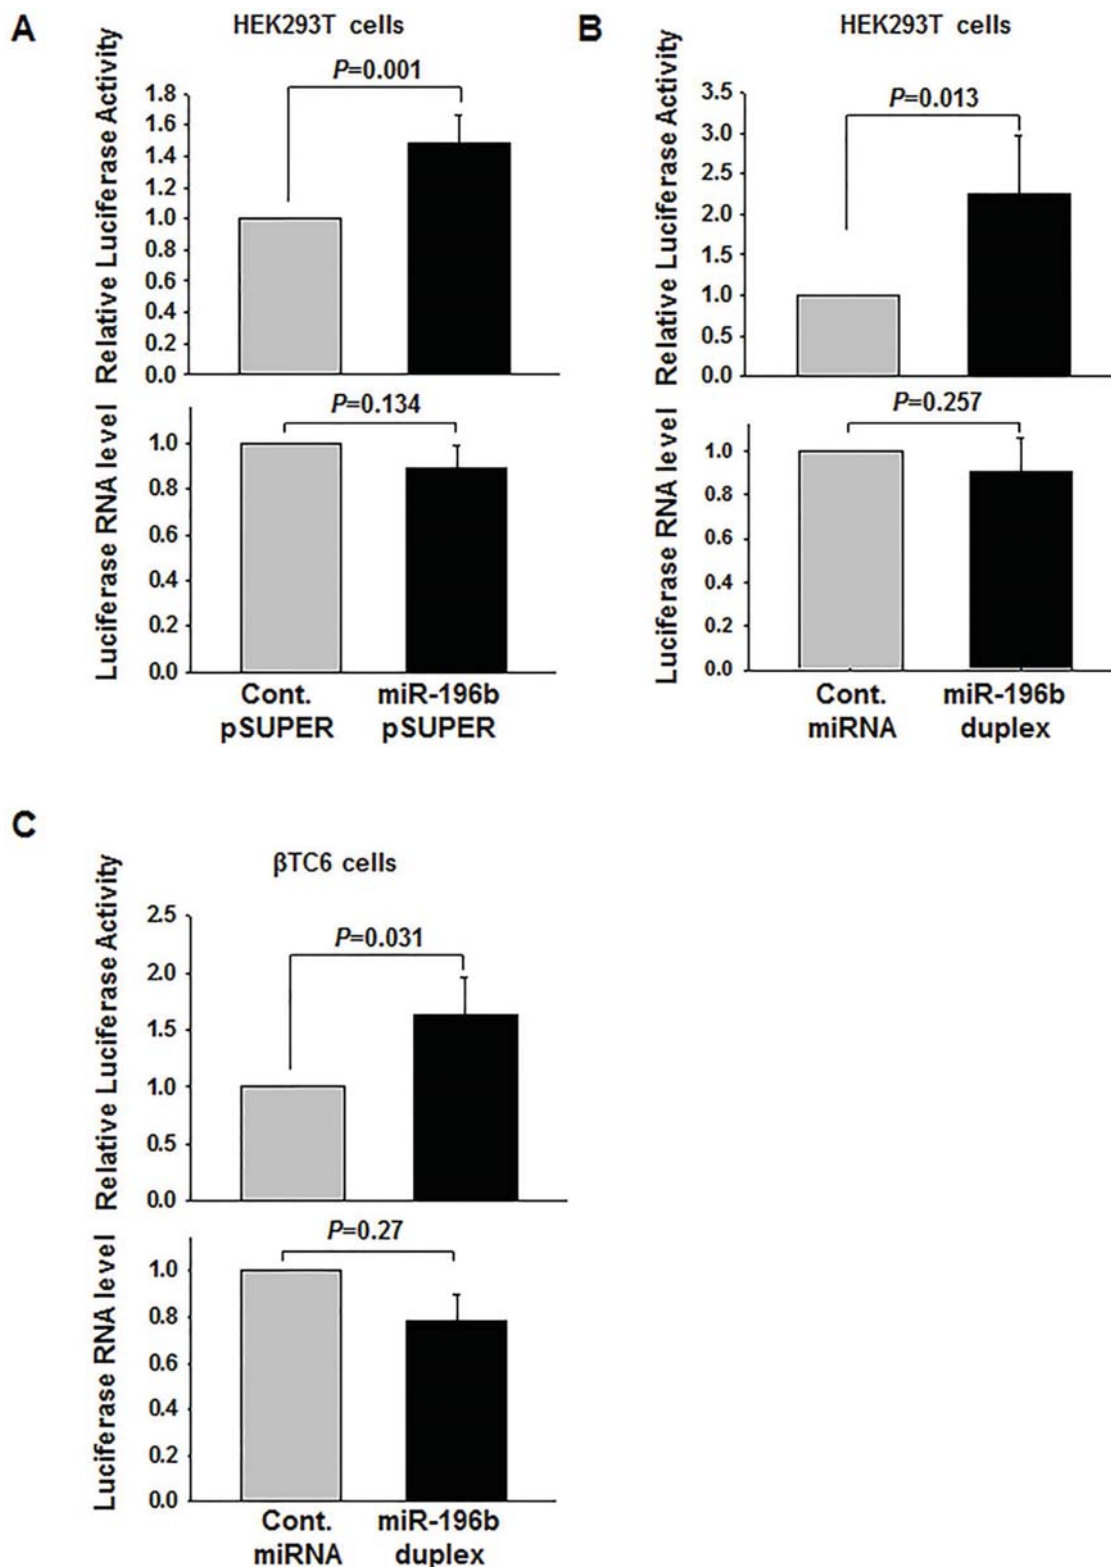 A
HEK293T cells
Relative Luciferase Activity
P=0.001
1.8
1.6
1.4
1.2
1.0
0.8
0.6
0.4
0.2
0.0
Luciferase RNA level
P=0.134
1.0
0.8
0.6
0.4
0.2
0.0
Cont.
pSUPER
miR-196b
pSUPER
B
HEK293T cells
Relative Luciferase Activity
P=0.013
3.5
3.0
2.5
2.0
1.5
1.0
0.5
0.0
Luciferase RNA level
P=0.257
1.0
0.8
0.6
0.4
0.2
0.0
Cont.
miRNA
miR-196b
duplex
C
βTC6 cells
Relative Luciferase Activity
P=0.031
2.5
2.0
1.5
1.0
0.5
0.0
Luciferase RNA level
P=0.27
1.0
0.8
0.6
0.4
0.2
0.0
Cont.
miRNA
miR-196b
duplex